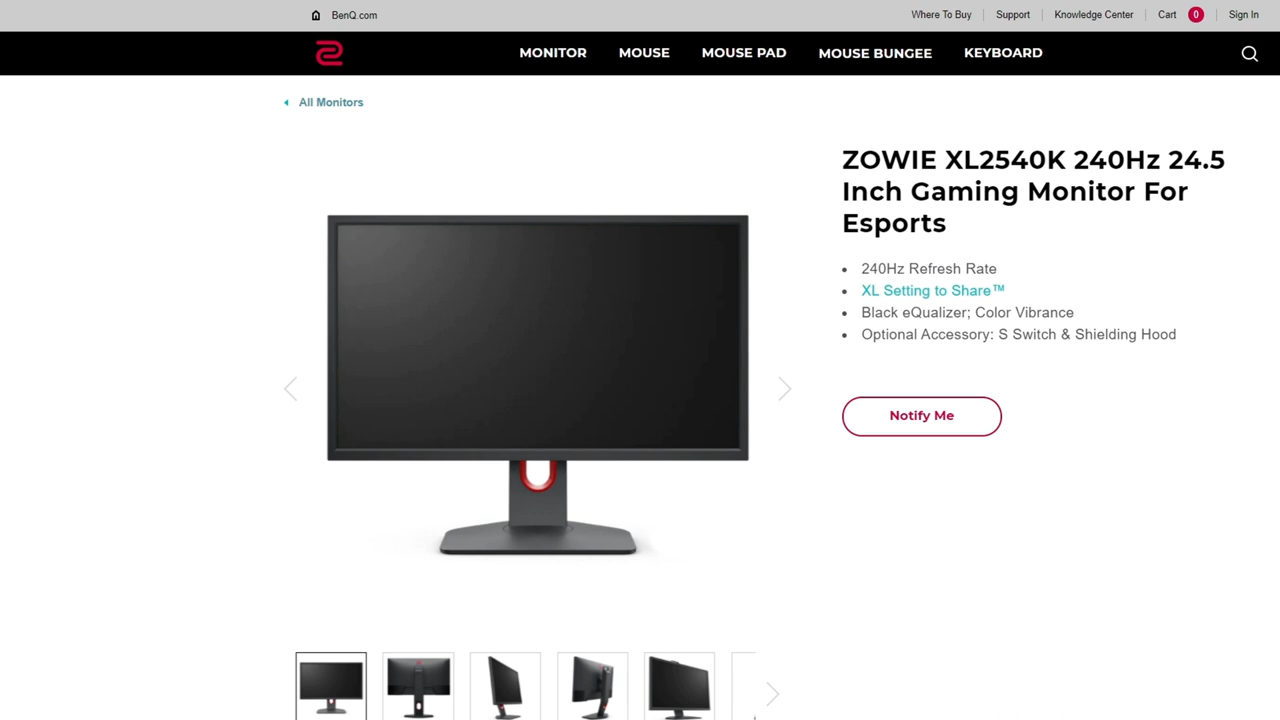 BenQ.com
Where To Buy
Support
Knowledge Center
Cart
0
Sign In
MONITOR
MOUSE
MOUSE PAD
MOUSE BUNGEE
KEYBOARD
All Monitors
ZOWIE XL2540K 240Hz 24.5
Inch Gaming Monitor For
Esports
240Hz Refresh Rate
XL Setting to Share™
Black eQualizer; Color Vibrance
Optional Accessory: S Switch & Shielding Hood
Notify Me